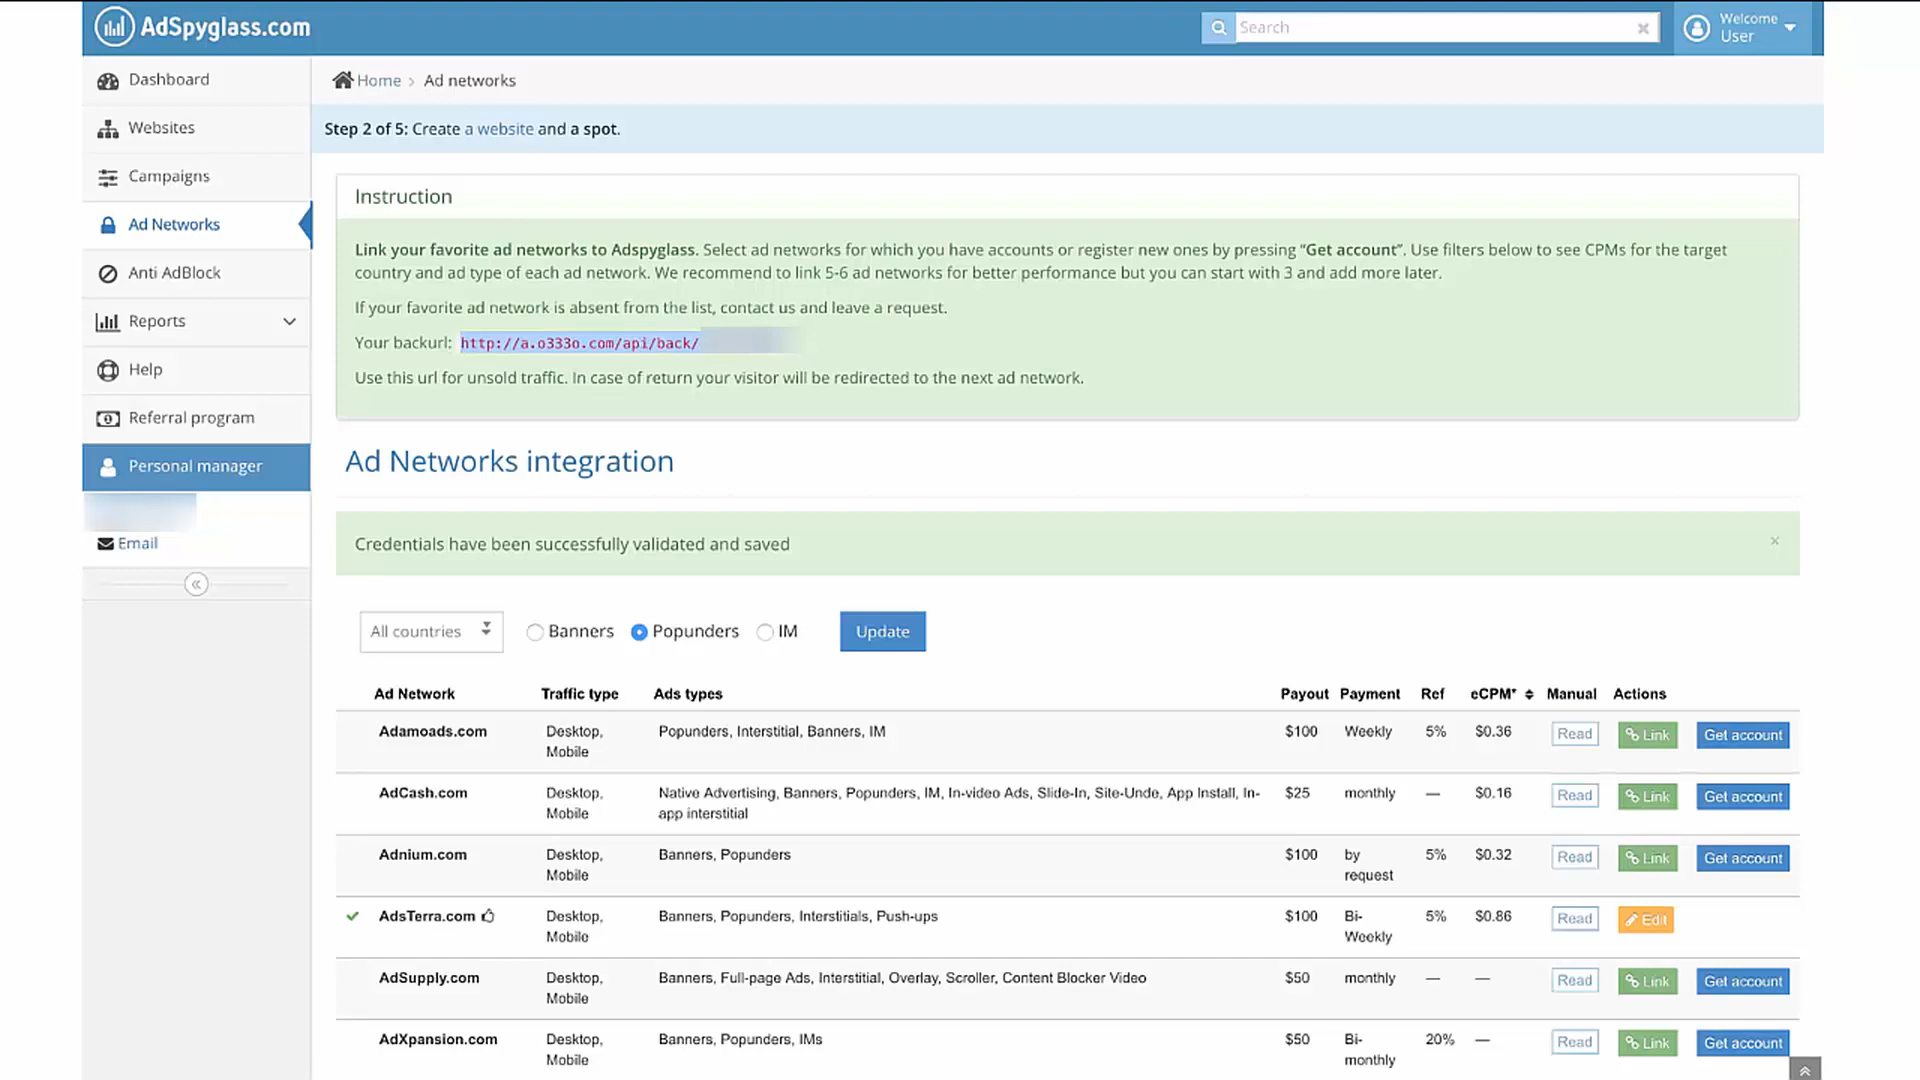 AdSpyglass.com
Search
Welcome
User
Dashboard
Websites
Campaigns
Ad Networks
Anti AdBlock
Reports
Help
Referral program
Personal manager
Email
Home › Ad networks
Step 2 of 5: Create a website and a spot.
Instruction
Link your favorite ad networks to Adspyglass. Select ad networks for which you have accounts or register new ones by pressing “Get account”. Use filters below to see CPMs for the target
country and ad type of each ad network. We recommend to link 5-6 ad networks for better performance but you can start with 3 and add more later.
If your favorite ad network is absent from the list, contact us and leave a request.
Your backurl: http://a.o333o.com/api/back/
Use this url for unsold traffic. In case of return your visitor will be redirected to the next ad network.
Ad Networks integration
Credentials have been successfully validated and saved ×
All countries Banners Popunders IM Update
Ad Network Traffic type Ads types Payout Payment Ref eCPM* Manual Actions
Adamoads.com Desktop, Popunders, Interstitial, Banners, IM $100 Weekly 5% $0.36 Read Link Get account
Mobile
AdCash.com Desktop, Native Advertising, Banners, Popunders, IM, In-video Ads, Slide-In, Site-Unde, App Install, In- $25 monthly — $0.16 Read Link Get account
Mobile app interstitial
Adnium.com Desktop, Banners, Popunders $100 by 5% $0.32 Read Link Get account
Mobile request
AdsTerra.com Desktop, Banners, Popunders, Interstitials, Push-ups $100 Bi- 5% $0.86 Read Edit
Mobile Weekly
AdSupply.com Desktop, Banners, Full-page Ads, Interstitial, Overlay, Scroller, Content Blocker Video $50 monthly — — Read Link Get account
Mobile
AdXpansion.com Desktop, Banners, Popunders, IMs $50 Bi- 20% — Read Link Get account
Mobile monthly